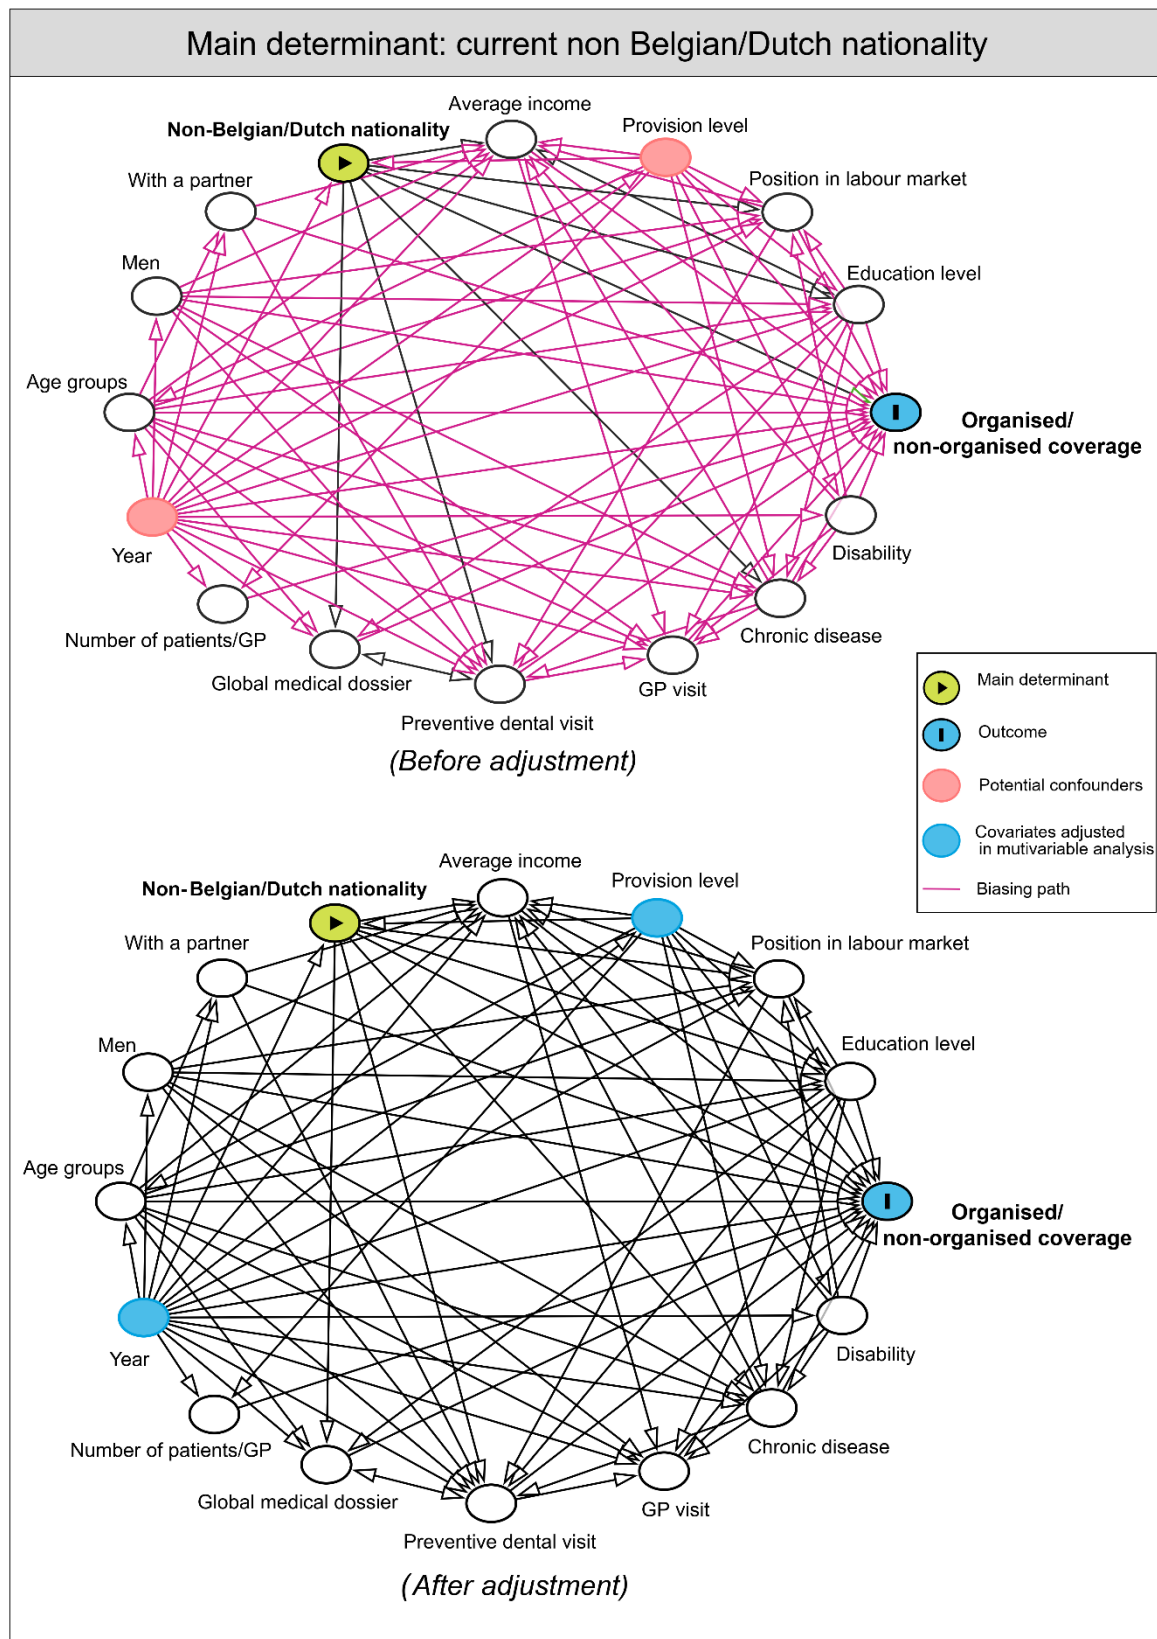 Main determinant: current non Belgian/Dutch nationality
Average income
Provision level
Non-Belgian/Dutch nationality
With a partner
Position in labour market
Men
Education level
Age groups
Organised/
non-organised coverage
Year
Disability
Number of patients/GP
Chronic disease
Global medical dossier
GP visit
Preventive dental visit
(Before adjustment)
Main determinant
Outcome
Potential confounders
Covariates adjusted
in mutivariable analysis
Biasing path
Average income
Provision level
Non-Belgian/Dutch nationality
With a partner
Position in labour market
Men
Education level
Age groups
Organised/
non-organised coverage
Year
Disability
Number of patients/GP
Chronic disease
Global medical dossier
GP visit
Preventive dental visit
(After adjustment)